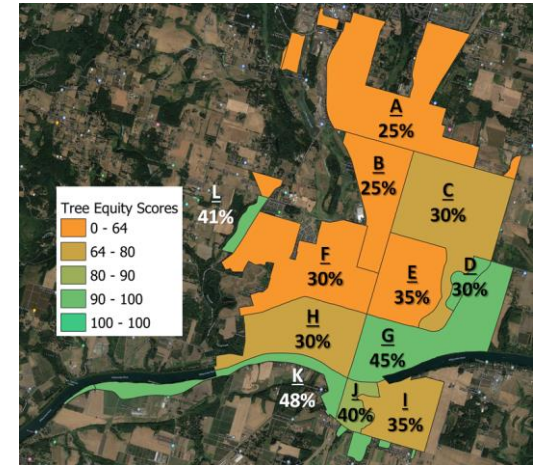 A
25%
B
25%
C
30%
L
41%
Tree Equity Scores
0 - 64
64 - 80
80 - 90
90 - 100
100 - 100
F
30%
E
35%
D
30%
H
30%
G
45%
K
48%
J
40%
I
35%